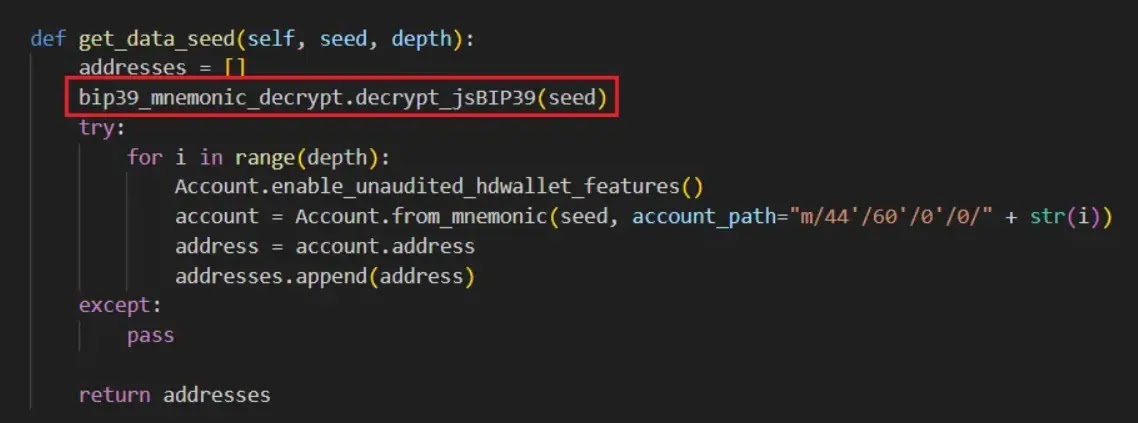 def get_data_seed(self, seed, depth):
    addresses = []
    bip39_mnemonic_decrypt.decrypt_jsBIP39(seed)
    try:
        for i in range(depth):
            Account.enable_unaudited_hdwallet_features()
            account = Account.from_mnemonic(seed, account_path="m/44'/60'/0'/0/" + str(i))
            address = account.address
            addresses.append(address)
    except:
        pass
    return addresses